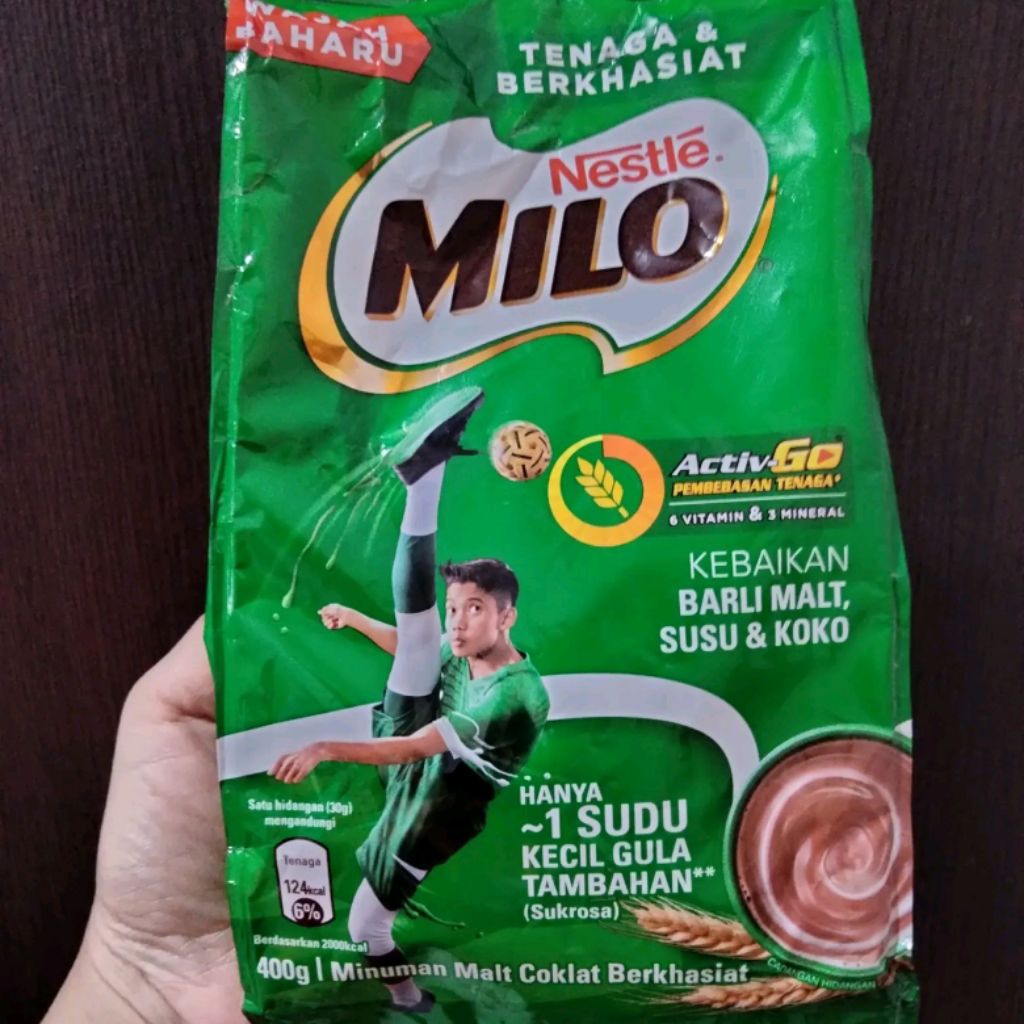 WAJAH
BAHARU
TENAGA &
BERKHASIAT
Nestlé.
MILO
®
Activ-GO
PEMBEBASAN TENAGA*
6 VITAMIN & 3 MINERAL
KEBAIKAN
BARLI MALT,
SUSU & KOKO
HANYA
~1 SUDU
KECIL GULA
TAMBAHAN**
(Sukrosa)
Satu hidangan (30g)
mengandungi
Tenaga
124kcal
6%
Berdasarkan 2000kcal
400g | Minuman Malt Coklat Berkhasiat
CADANGAN HIDANGAN